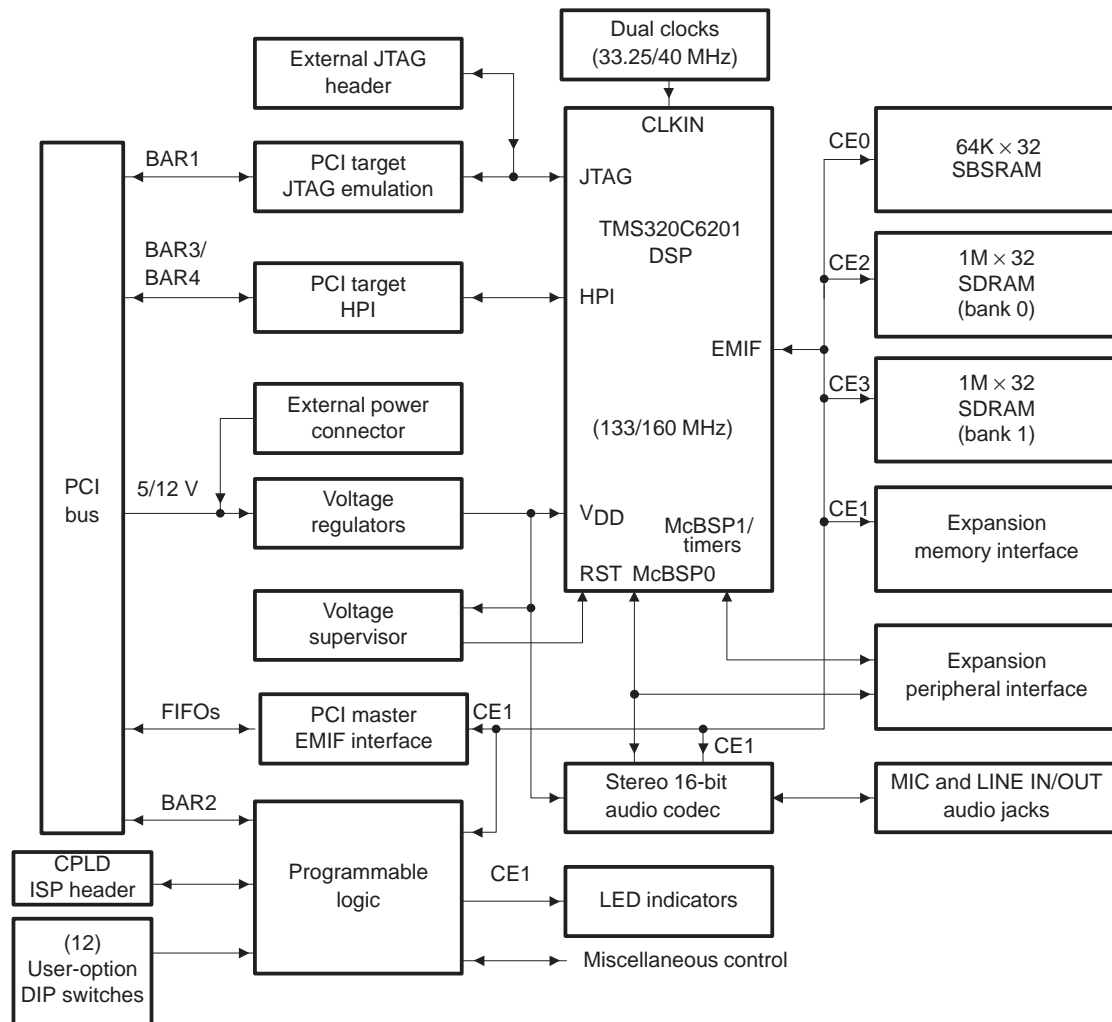 Dual clocks
(33.25/40 MHz)
External JTAG
header
CLKIN
CE0
64K × 32
SBSRAM
BAR1
PCI target
JTAG emulation
JTAG
TMS320C6201
DSP
CE2
1M × 32
SDRAM
(bank 0)
BAR3/
BAR4
PCI target
HPI
HPI
EMIF
CE3
1M × 32
SDRAM
(bank 1)
External power
connector
(133/160 MHz)
PCI
bus
5/12 V
Voltage
regulators
VDD
McBSP1/
timers
CE1
Expansion
memory interface
RST McBSP0
Voltage
supervisor
Expansion
peripheral interface
FIFOs
PCI master
EMIF interface
CE1
CE1
Stereo 16-bit
audio codec
MIC and LINE IN/OUT
audio jacks
BAR2
Programmable
logic
CPLD
ISP header
CE1
LED indicators
(12)
User-option
DIP switches
Miscellaneous control